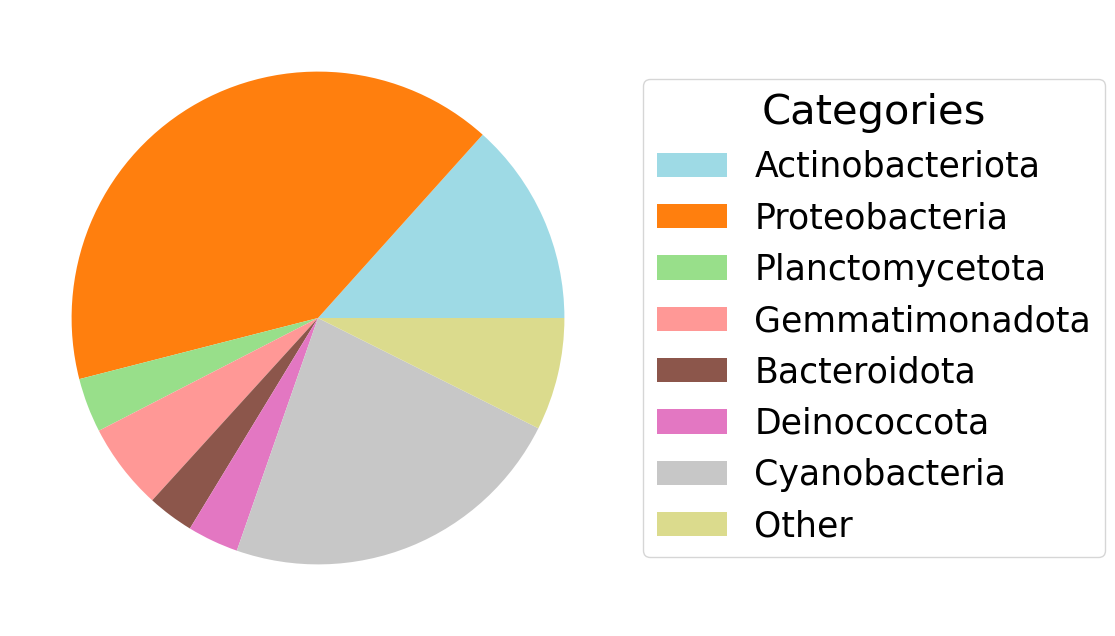 Categories
Actinobacteriota
Proteobacteria
Planctomycetota
Gemmatimonadota
Bacteroidota
Deinococcota
Cyanobacteria
Other